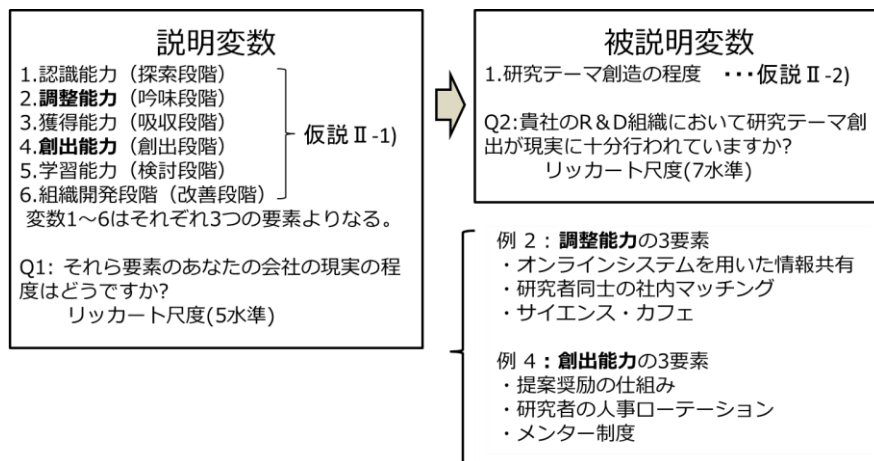 説明変数
1.認識能力（探索段階）
2.調整能力（吟味段階）
3.獲得能力（吸収段階）
4.創出能力（創出段階）
5.学習能力（検討段階）
6.組織開発段階（改善段階）
仮説Ⅱ-1)
変数1～6はそれぞれ3つの要素よりなる。
Q1: それら要素のあなたの会社の現実の程
度はどうですか?
リッカート尺度(5水準)
被説明変数
1.研究テーマ創造の程度 ･･･仮説Ⅱ-2)
Q2:貴社のR＆D組織において研究テーマ創
出が現実に十分行われていますか?
リッカート尺度(7水準)
例 2：調整能力の3要素
・オンラインシステムを用いた情報共有
・研究者同士の社内マッチング
・サイエンス・カフェ
例 4：創出能力の3要素
・提案奨励の仕組み
・研究者の人事ローテーション
・メンター制度